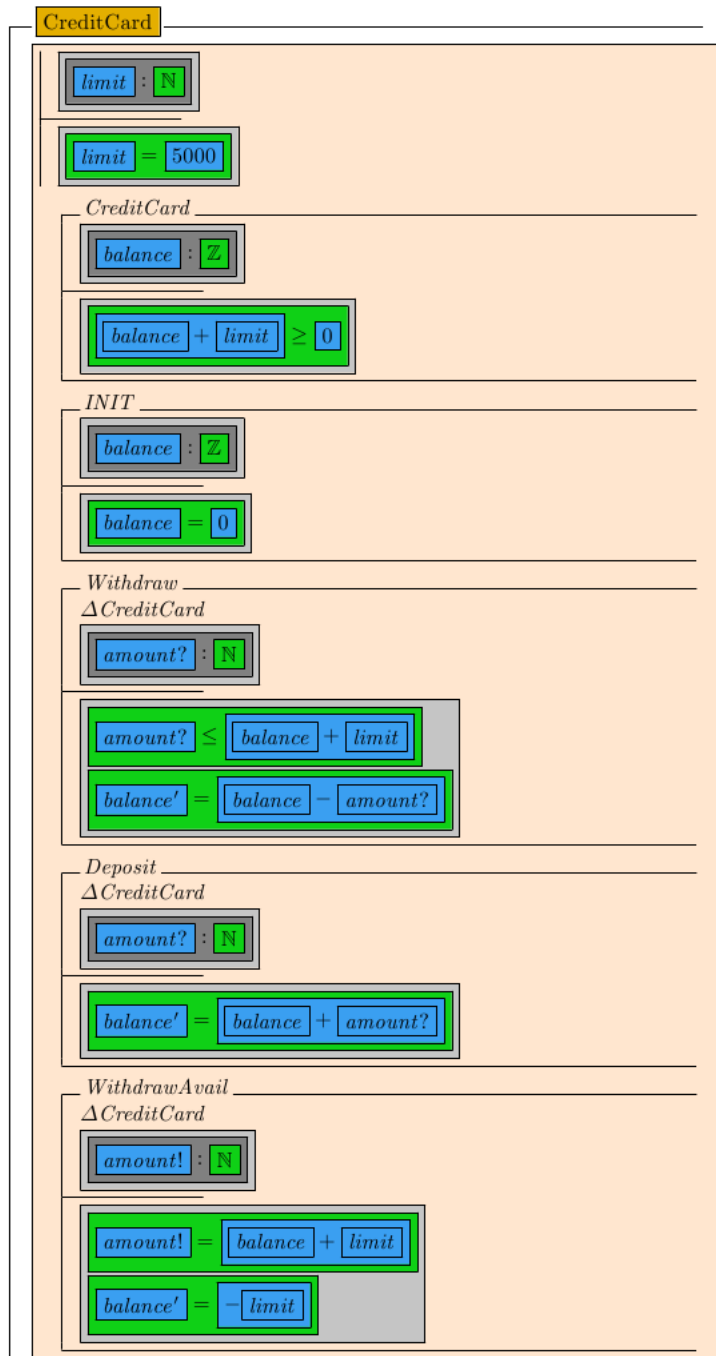 CreditCard
limit : ℕ
limit = 5000
CreditCard
balance : ℤ
balance + limit ≥ 0
INIT
balance : ℤ
balance = 0
Withdraw
ΔCreditCard
amount? : ℕ
amount? ≤ balance + limit
balance′ = balance − amount?
Deposit
ΔCreditCard
amount? : ℕ
balance′ = balance + amount?
WithdrawAvail
ΔCreditCard
amount! : ℕ
amount! = balance + limit
balance′ = −limit